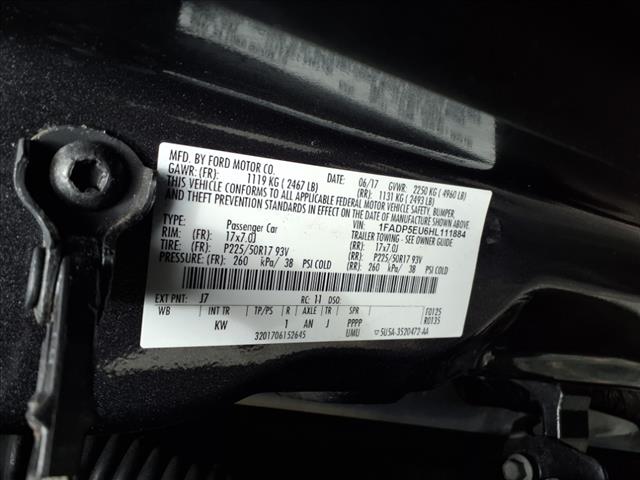 MFD. BY FORD MOTOR CO.
DATE: 06/17 GVWR: 2250 KG ( 4960 LB)
GAWR: (FR): 1119 KG ( 2467 LB) (RR): 1131 KG ( 2493 LB)
THIS VEHICLE CONFORMS TO ALL APPLICABLE FEDERAL MOTOR VEHICLE SAFETY, BUMPER,
AND THEFT PREVENTION STANDARDS IN EFFECT ON THE DATE OF MANUFACTURE SHOWN ABOVE.
VIN: 1FADP5EU6HL111884
TYPE: Passenger Car TRAILER TOWING - SEE OWNER GUIDE
RIM: (FR): 17x7.0J (RR): 17x7.0J
TIRE: (FR): P225/50R17 93V (RR): P225/50R17 93V
PRESSURE: (FR): 260 kPa/ 38 PSI COLD (RR): 260 kPa/ 38 PSI COLD
EXT PNT: J7 RC: 11 DSO:
WB INT TR TP/PS R AXLE TR SPR F0125
KW 1 AN J PPPP R0135
3201706152645 UMU 5U5A-3520472-AA